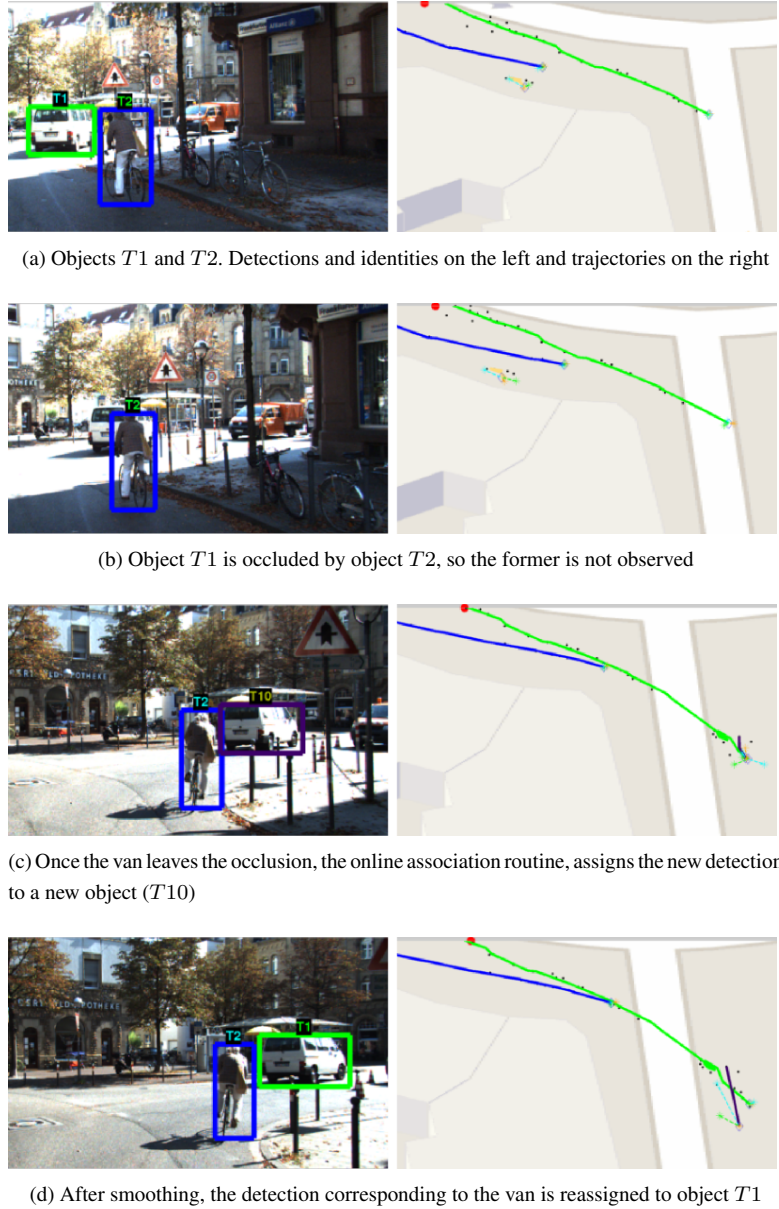 Allianz
T1
T2
(a) Objects T1 and T2. Detections and identities on the left and trajectories on the right
T2
(b) Object T1 is occluded by object T2, so the former is not observed
T2
T10
(c) Once the van leaves the occlusion, the online association routine, assigns the new detection
to a new object (T10)
T2
T1
(d) After smoothing, the detection corresponding to the van is reassigned to object T1